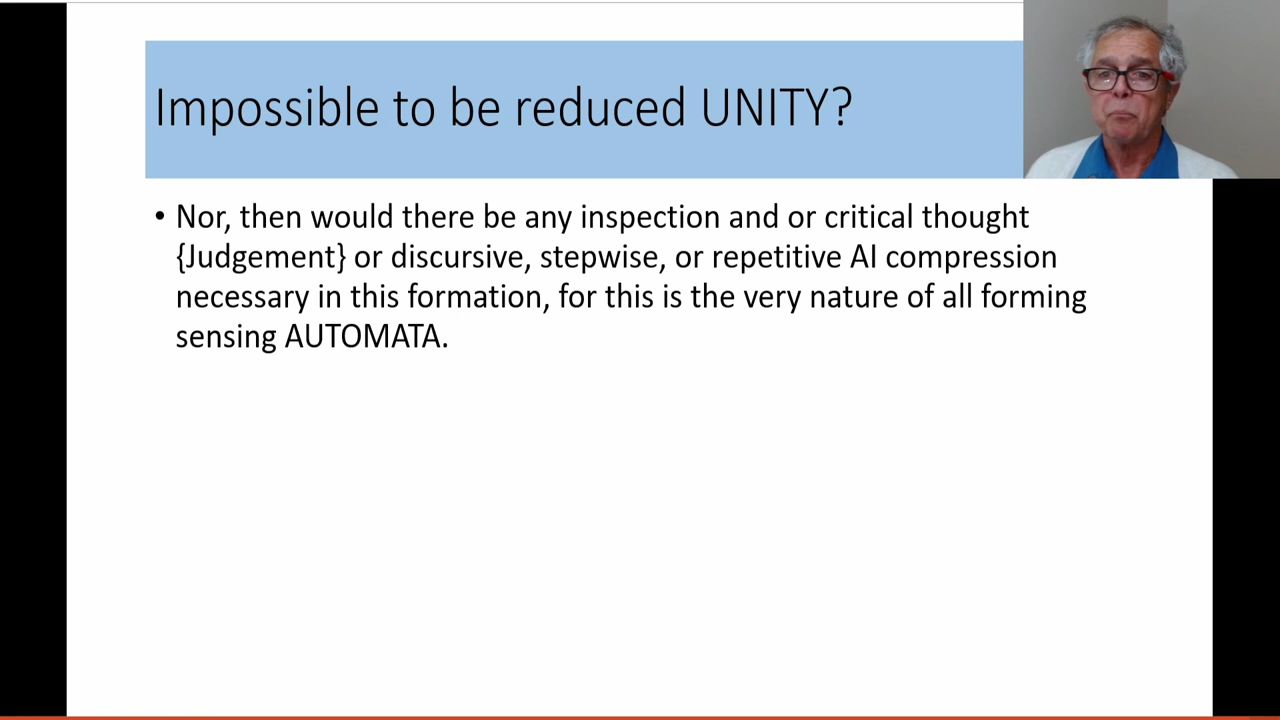 Impossible to be reduced UNITY?
• Nor, then would there be any inspection and or critical thought
{Judgement} or discursive, stepwise, or repetitive AI compression
necessary in this formation, for this is the very nature of all forming
sensing AUTOMATA.